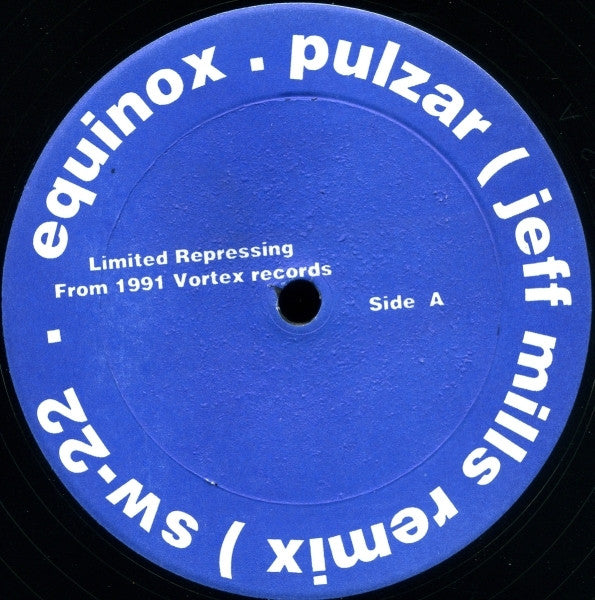 equinox . pulzar ( jeff mills remix ) sw-22 .
Limited Repressing
From 1991 Vortex records
Side A